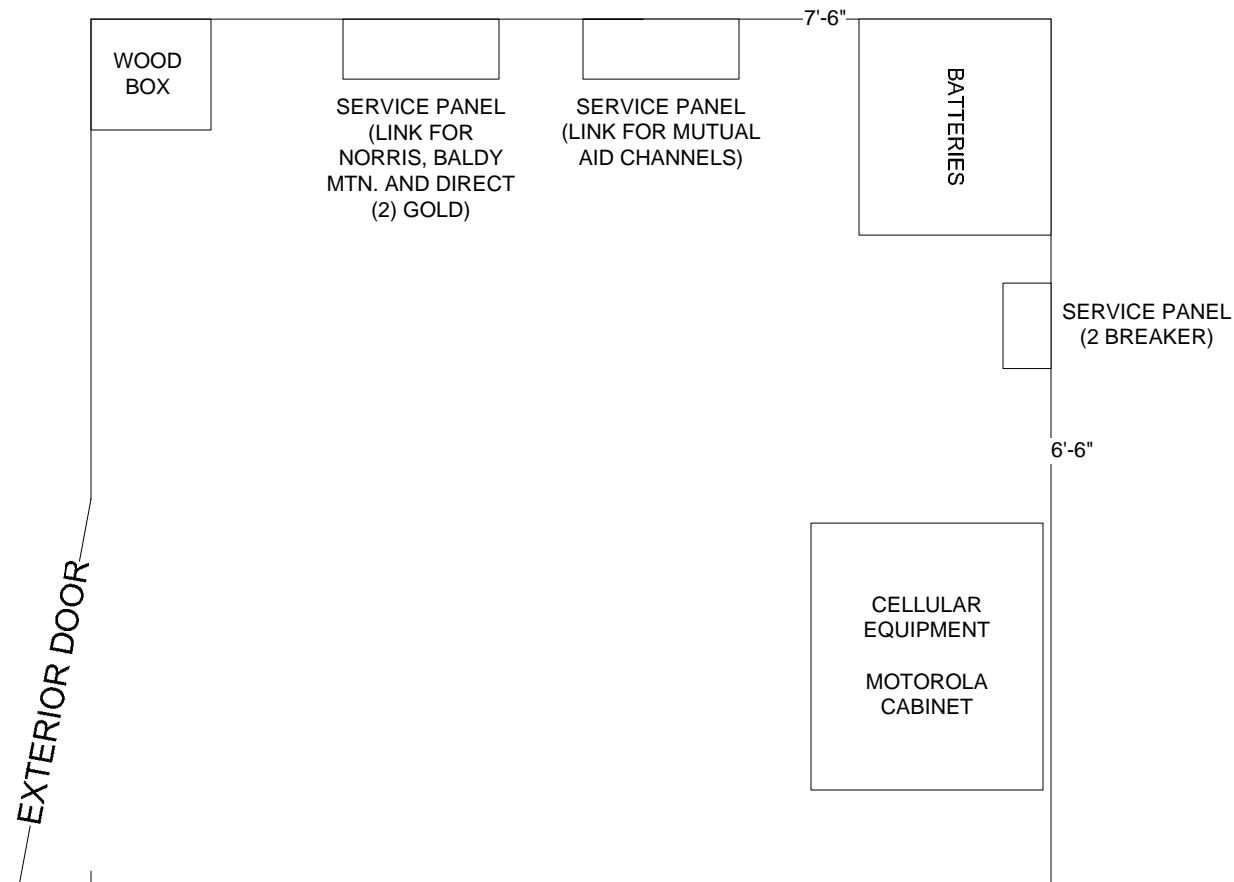 7'-6"
WOOD
BOX
SERVICE PANEL
(LINK FOR
NORRIS, BALDY
MTN. AND DIRECT
(2) GOLD)
SERVICE PANEL
(LINK FOR MUTUAL
AID CHANNELS)
BATTERIES
SERVICE PANEL
(2 BREAKER)
6'-6"
EXTERIOR DOOR
CELLULAR
EQUIPMENT
MOTOROLA
CABINET